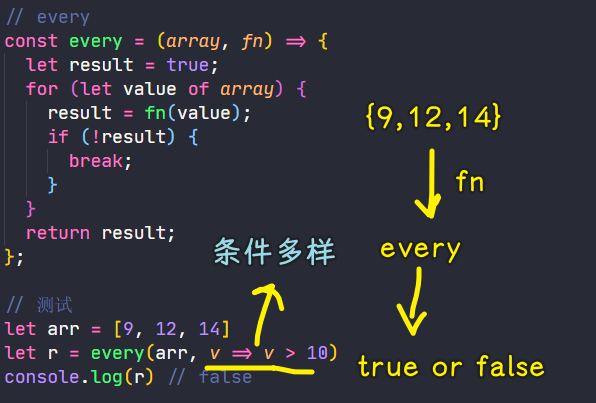 // every
const every = (array, fn) => {
  let result = true;
  for (let value of array) {
    result = fn(value);
    if (!result) {
      break;
    }
  }
  return result;
};
// 测试
let arr = [9, 12, 14]
let r = every(arr, v => v > 10)
console.log(r) // false
{9,12,14}
fn
every
条件多样
true or false